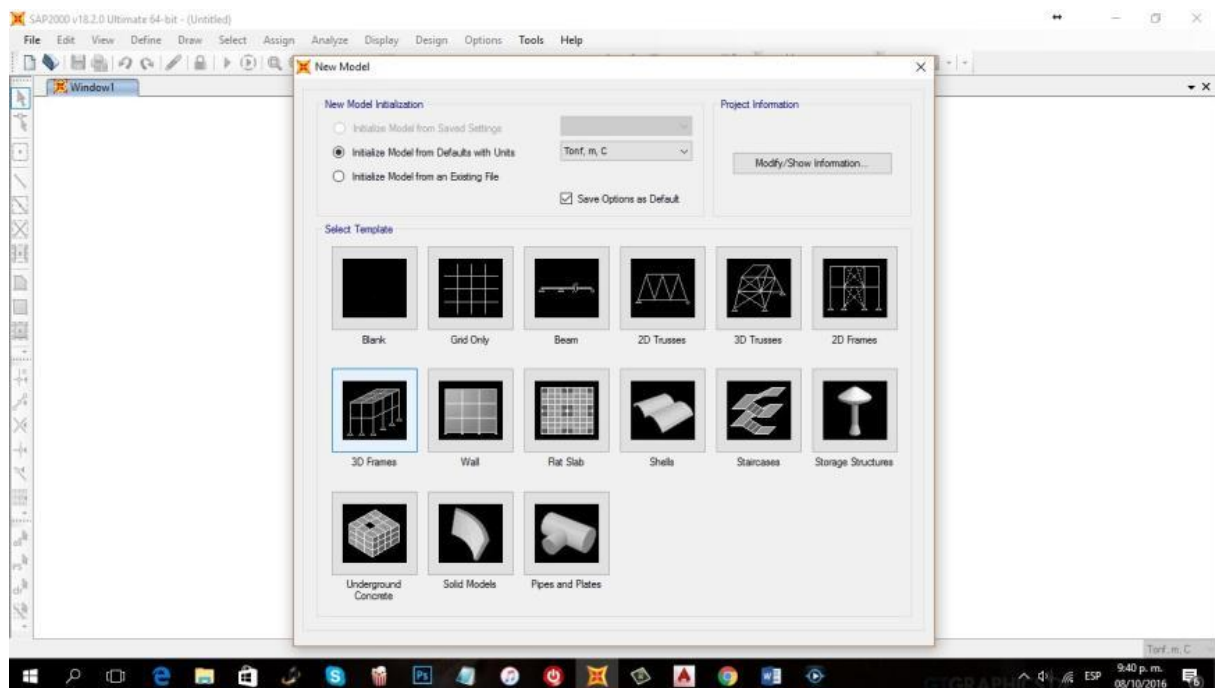 SAP2000 v18.2.0 Ultimate 64-bit - (Untitled)
File Edit View Define Draw Select Assign Analyze Display Design Options Tools Help
New Model
Window1
New Model Initialization
Project Information
Initialize Model from Saved Settings
Initialize Model from Defaults with Units
Tonf, m, C
Modify/Show Information...
Initialize Model from an Existing File
Save Options as Default
Select Template
Blank
Grid Only
Beam
2D Trusses
3D Trusses
2D Frames
3D Frames
Wall
Flat Slab
Shells
Staircases
Storage Structures
Underground
Concrete
Solid Models
Pipes and Plates
Tonf, m, C
Ps
ESP
9:40 p. m.
08/10/2016